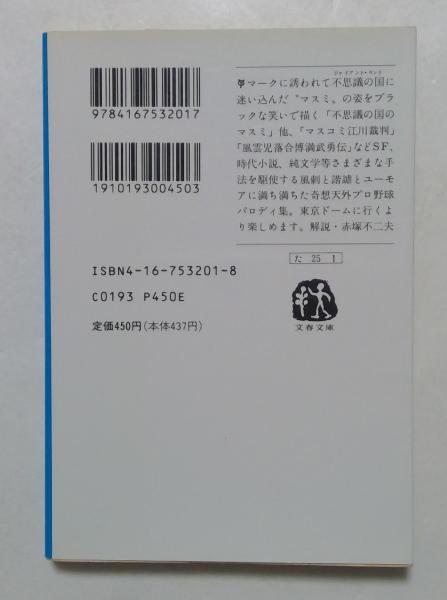 9784167532017
1910193004503
ISBN4-16-753201-8
C0193 P450E
定価450円(本体437円)
ジャイアント・ランド
マークに誘われて不思議の国に
迷い込んだ〝マスミ〟の姿をブラ
ックな笑いで描く「不思議の国の
マスミ」他、「マスコミ江川裁判」
「風雲児落合博満武勇伝」などSF、
時代小説、純文学等さまざまな手
法を駆使する風刺と諧謔とユーモ
アに満ち満ちた奇想天外プロ野球
パロディ集。東京ドームに行くよ
り楽しめます。解説・赤塚不二夫
た 25 1
文春文庫